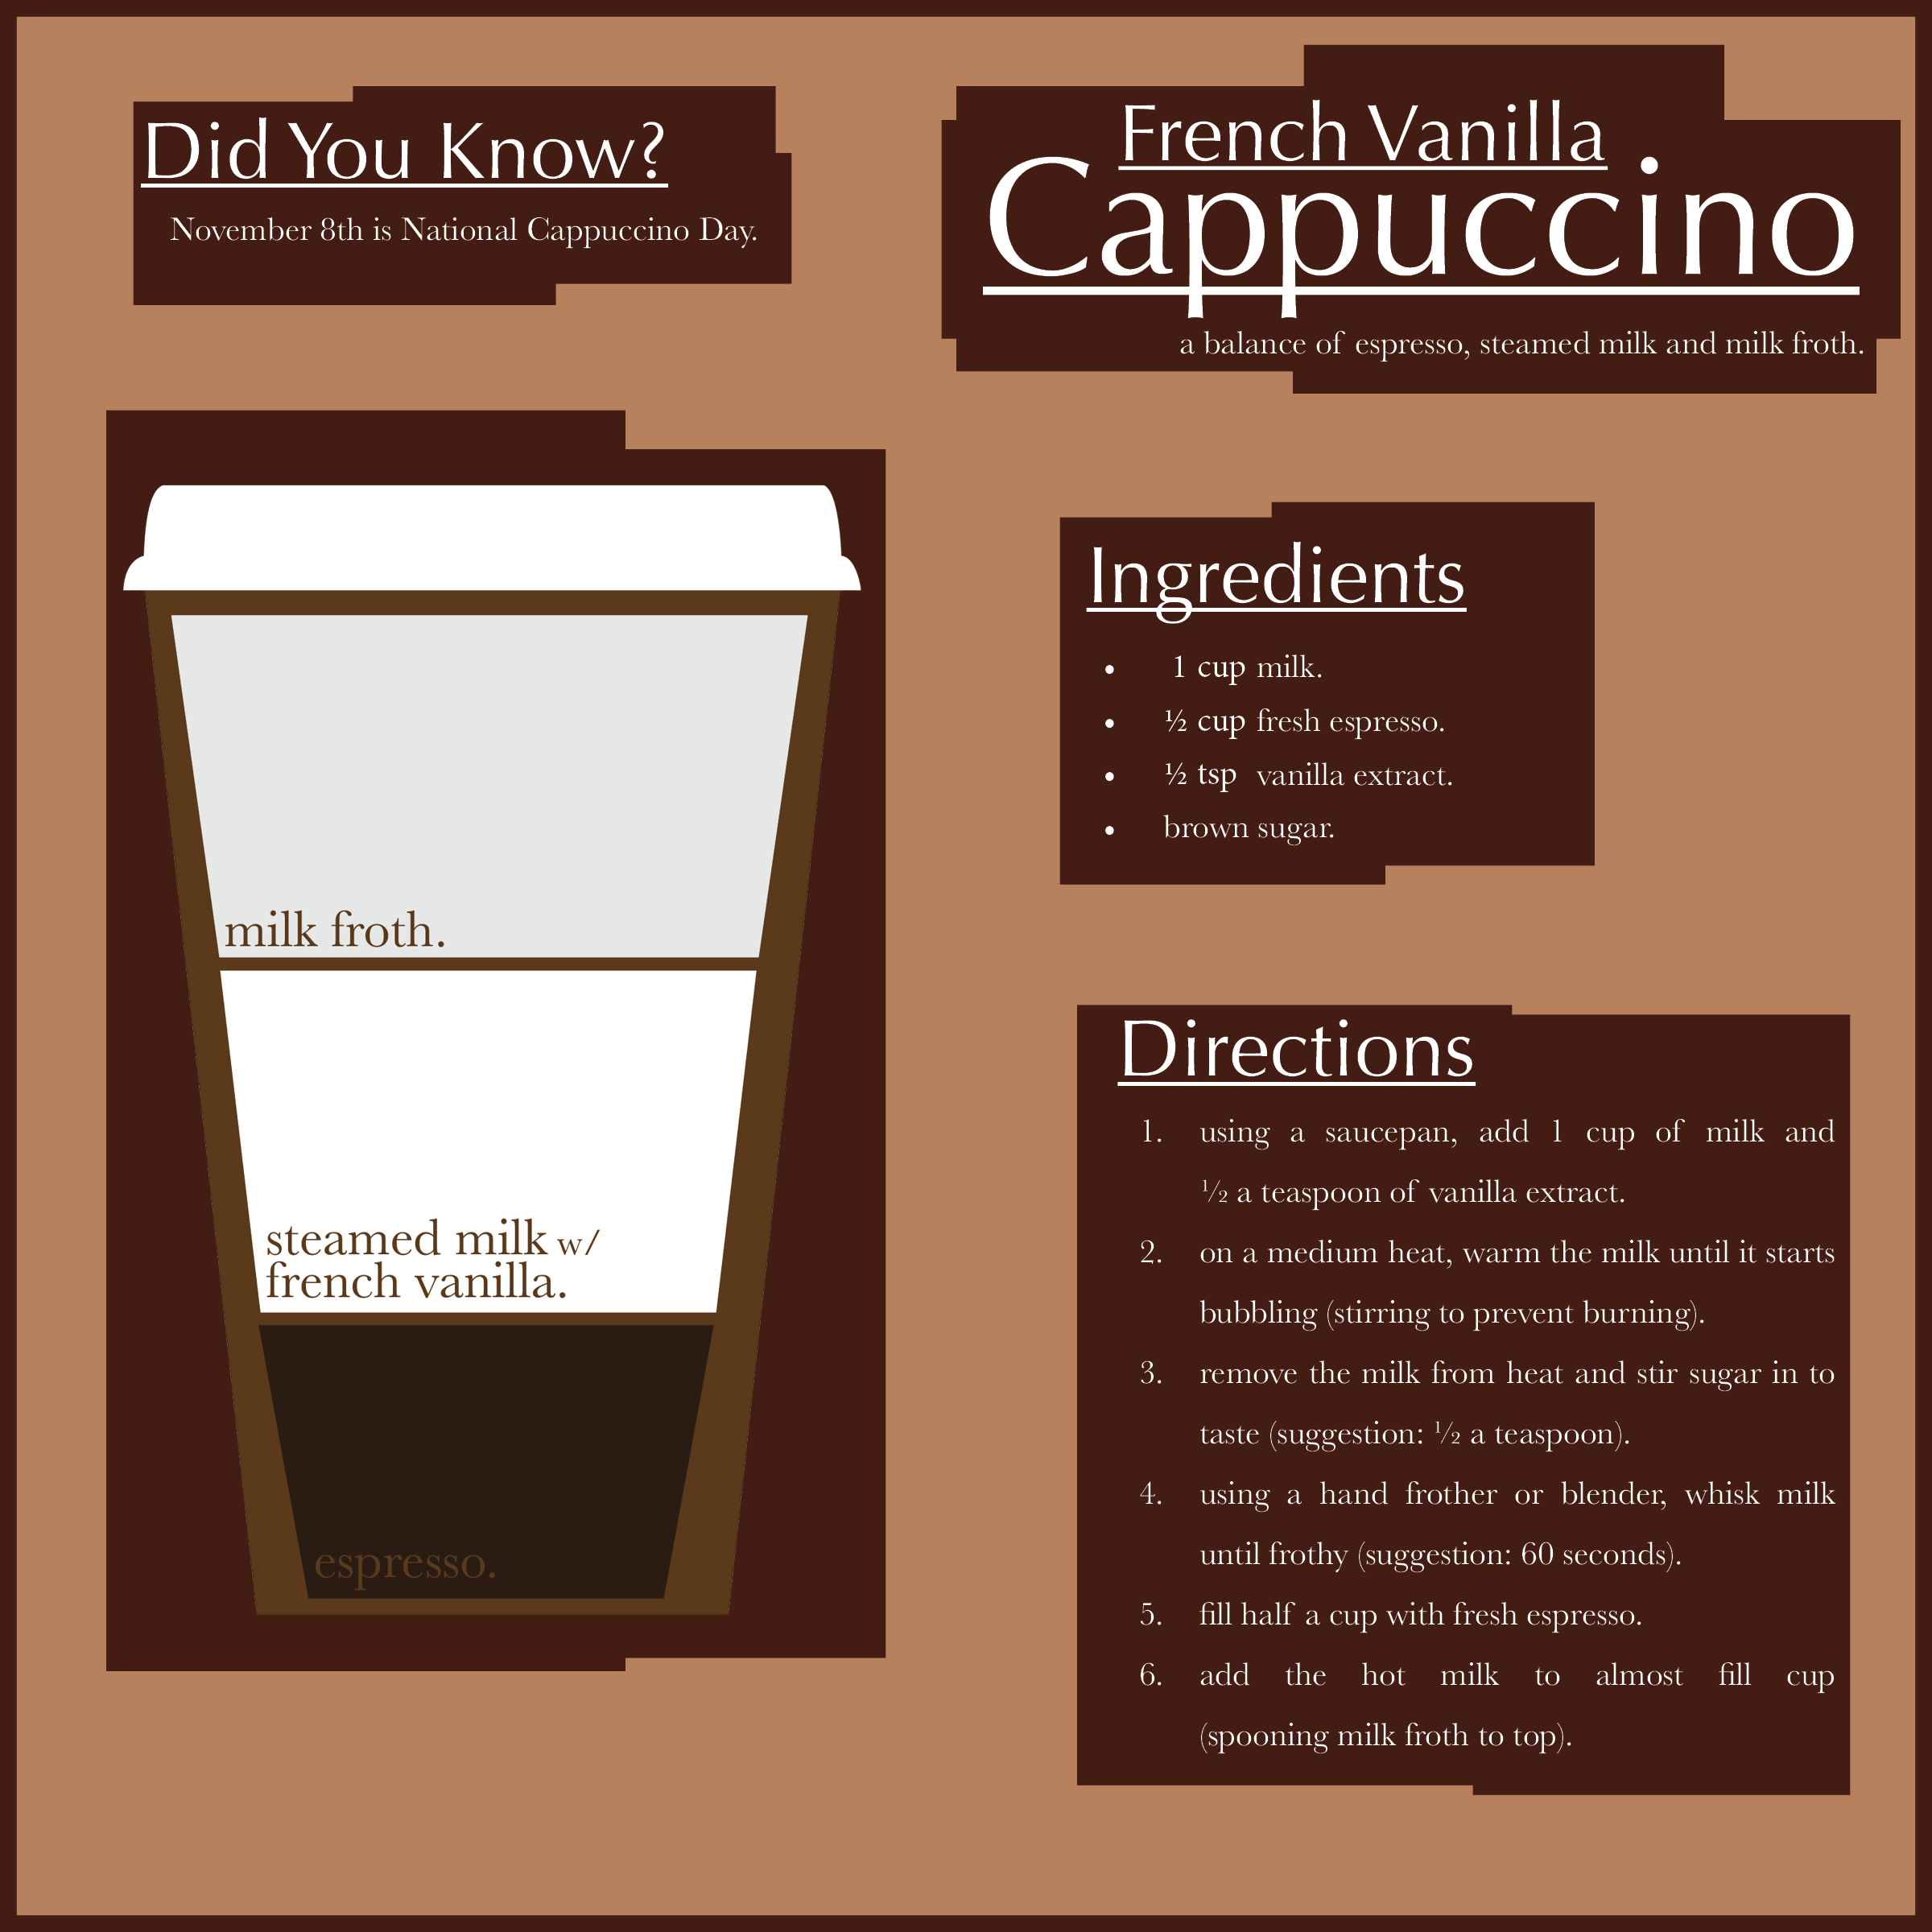 Did You Know?
November 8th is National Cappuccino Day.
French Vanilla
Cappuccino
a balance of espresso, steamed milk and milk froth.
milk froth.
steamed milk w/
french vanilla.
espresso.
Ingredients
• 1 cup milk.
• ½ cup fresh espresso.
• ½ tsp vanilla extract.
• brown sugar.
Directions
1. using a saucepan, add 1 cup of milk and
½ a teaspoon of vanilla extract.
2. on a medium heat, warm the milk until it starts
bubbling (stirring to prevent burning).
3. remove the milk from heat and stir sugar in to
taste (suggestion: ½ a teaspoon).
4. using a hand frother or blender, whisk milk
until frothy (suggestion: 60 seconds).
5. fill half a cup with fresh espresso.
6. add the hot milk to almost fill cup
(spooning milk froth to top).